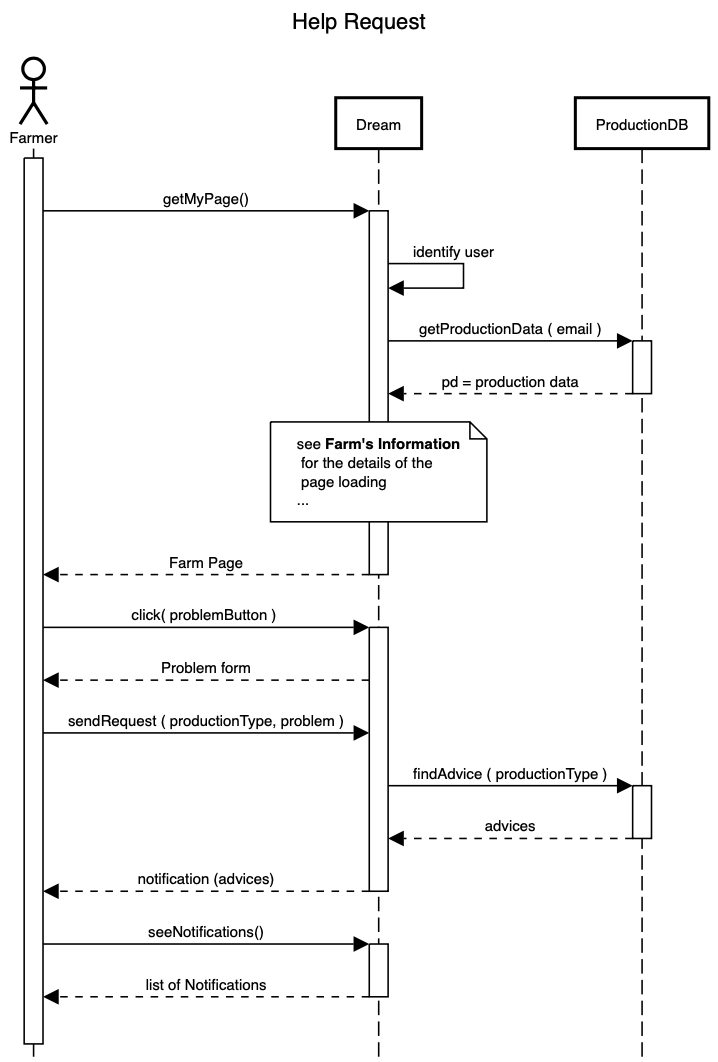 Help Request
Farmer
Dream
ProductionDB
getMyPage()
identify user
getProductionData ( email )
pd = production data
see Farm's Information
for the details of the
page loading
...
Farm Page
click( problemButton )
Problem form
sendRequest ( productionType, problem )
findAdvice ( productionType )
advices
notification (advices)
seeNotifications()
list of Notifications